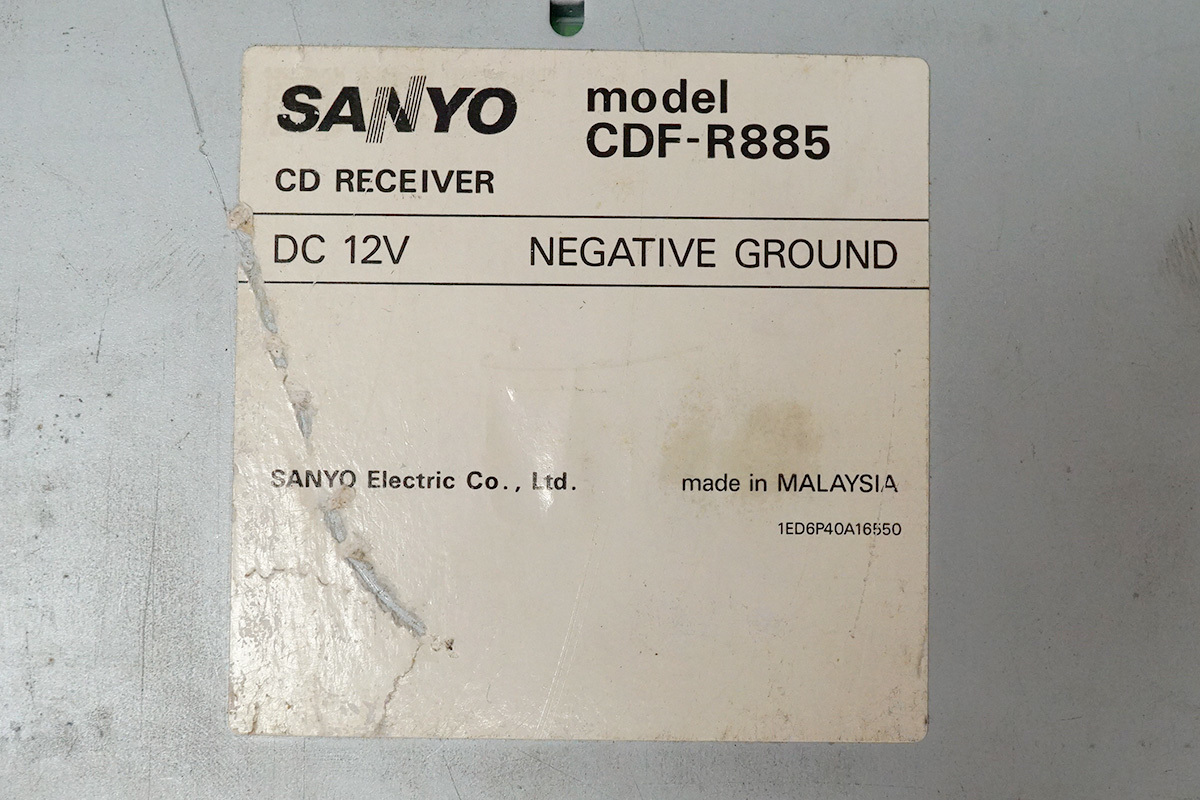 SANYO
model
CDF-R885
CD RECEIVER
DC 12V NEGATIVE GROUND
SANYO Electric Co., Ltd. made in MALAYSIA
1ED6P40A16550